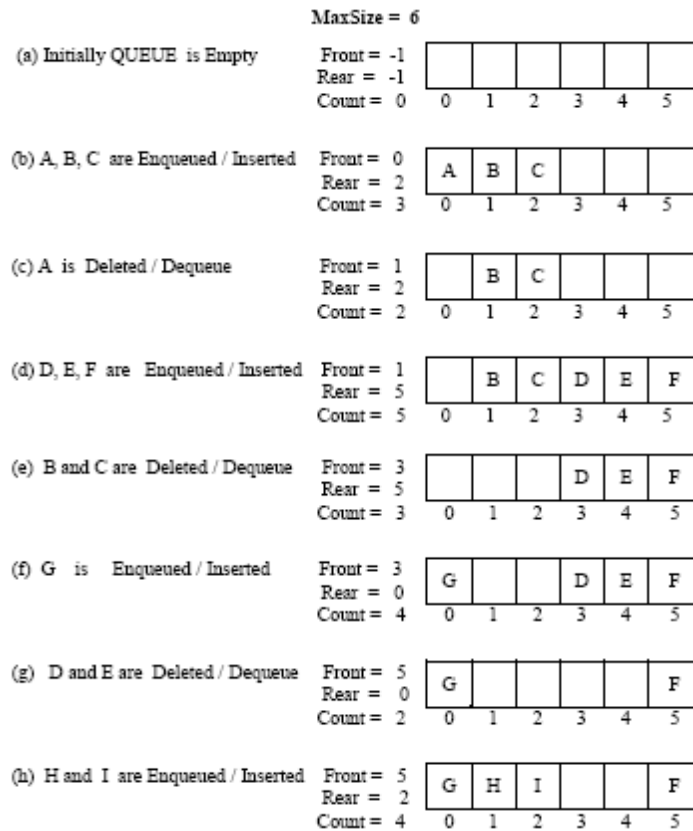 MaxSize = 6
(a) Initially QUEUE is Empty
Front = -1
Rear = -1
Count = 0
0 1 2 3 4 5
(b) A, B, C are Enqueued / Inserted
Front = 0
Rear = 2
Count = 3
A B C
0 1 2 3 4 5
(c) A is Deleted / Dequeue
Front = 1
Rear = 2
Count = 2
B C
0 1 2 3 4 5
(d) D, E, F are Enqueued / Inserted
Front = 1
Rear = 5
Count = 5
B C D E F
0 1 2 3 4 5
(e) B and C are Deleted / Dequeue
Front = 3
Rear = 5
Count = 3
D E F
0 1 2 3 4 5
(f) G is Enqueued / Inserted
Front = 3
Rear = 0
Count = 4
G D E F
0 1 2 3 4 5
(g) D and E are Deleted / Dequeue
Front = 5
Rear = 0
Count = 2
G F
0 1 2 3 4 5
(h) H and I are Enqueued / Inserted
Front = 5
Rear = 2
Count = 4
G H I F
0 1 2 3 4 5